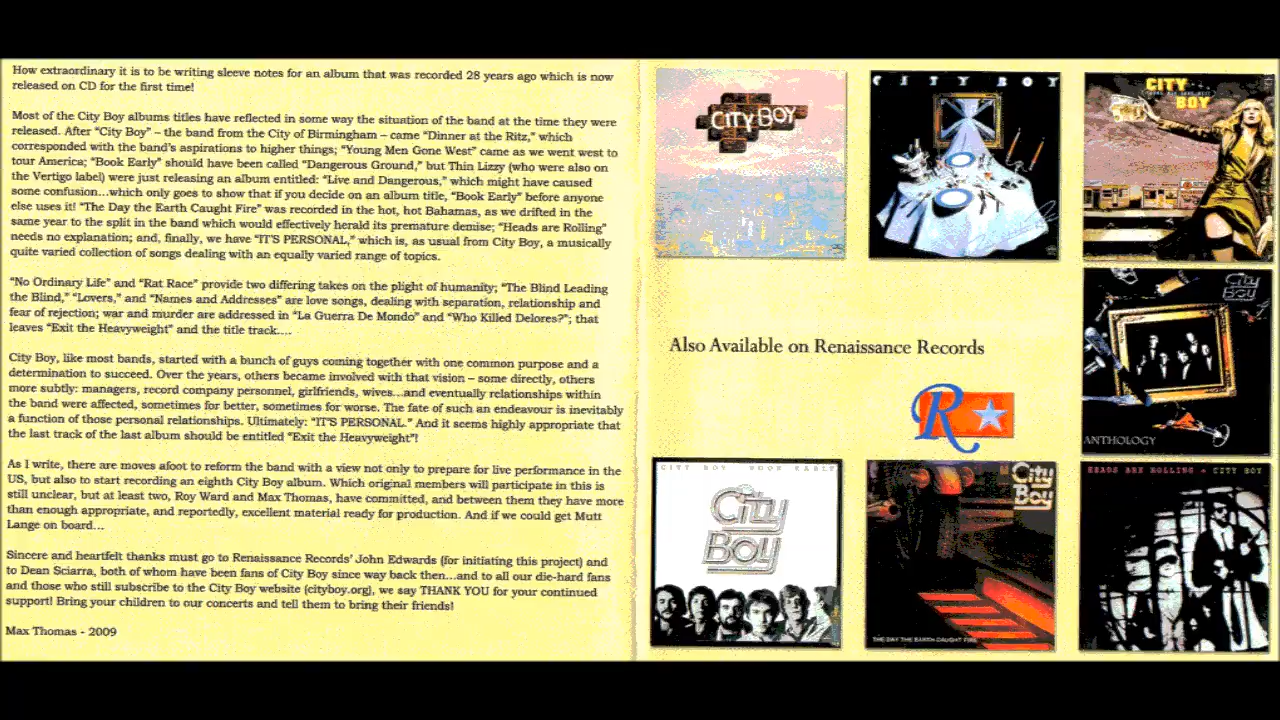 How extraordinary it is to be writing sleeve notes for an album that was recorded 28 years ago which is now
released on CD for the first time!
Most of the City Boy albums titles have reflected in some way the situation of the band at the time they were
released. After “City Boy” – the band from the City of Birmingham – came “Dinner at the Ritz,” which
corresponded with the band's aspirations to higher things; “Young Men Gone West” came as we went west to
tour America; “Book Early” should have been called “Dangerous Ground,” but Thin Lizzy (who were also on
the Vertigo label) were just releasing an album entitled: “Live and Dangerous,” which might have caused
some confusion...which only goes to show that if you decide on an album title, “Book Early” before anyone
else uses it! “The Day the Earth Caught Fire” was recorded in the hot, hot Bahamas, as we drifted in the
same year to the split in the band which would effectively herald its premature demise; “Heads are Rolling”
needs no explanation; and, finally, we have “IT'S PERSONAL,” which is, as usual from City Boy, a musically
quite varied collection of songs dealing with an equally varied range of topics.
“No Ordinary Life” and “Rat Race” provide two differing takes on the plight of humanity; “The Blind Leading
the Blind,” “Lovers,” and “Names and Addresses” are love songs, dealing with separation, relationship and
fear of rejection; war and murder are addressed in “La Guerra De Mondo” and “Who Killed Delores?”; that
leaves “Exit the Heavyweight” and the title track....
City Boy, like most bands, started with a bunch of guys coming together with one common purpose and a
determination to succeed. Over the years, others became involved with that vision – some directly, others
more subtly: managers, record company personnel, girlfriends, wives...and eventually relationships within
the band were affected, sometimes for better, sometimes for worse. The fate of such an endeavour is inevitably
a function of those personal relationships. Ultimately: “IT'S PERSONAL.” And it seems highly appropriate that
the last track of the last album should be entitled “Exit the Heavyweight”!
As I write, there are moves afoot to reform the band with a view not only to prepare for live performance in the
US, but also to start recording an eighth City Boy album. Which original members will participate in this is
still unclear, but at least two, Roy Ward and Max Thomas, have committed, and between them they have more
than enough appropriate, and reportedly, excellent material ready for production. And if we could get Mutt
Lange on board...
Sincere and heartfelt thanks must go to Renaissance Records' John Edwards (for initiating this project) and
to Dean Sciarra, both of whom have been fans of City Boy since way back then...and to all our die-hard fans
and those who still subscribe to the City Boy website (cityboy.org), we say THANK YOU for your continued
support! Bring your children to our concerts and tell them to bring their friends!
Max Thomas - 2009
CITY BOY
CITY BOY
CITY
BOY
Also Available on Renaissance Records
R
City
Boy
ANTHOLOGY
CITY BOY BOOK EARLY
City
Boy
City
Boy
THE DAY THE EARTH CAUGHT FIRE
HEADS ARE ROLLING CITY BOY